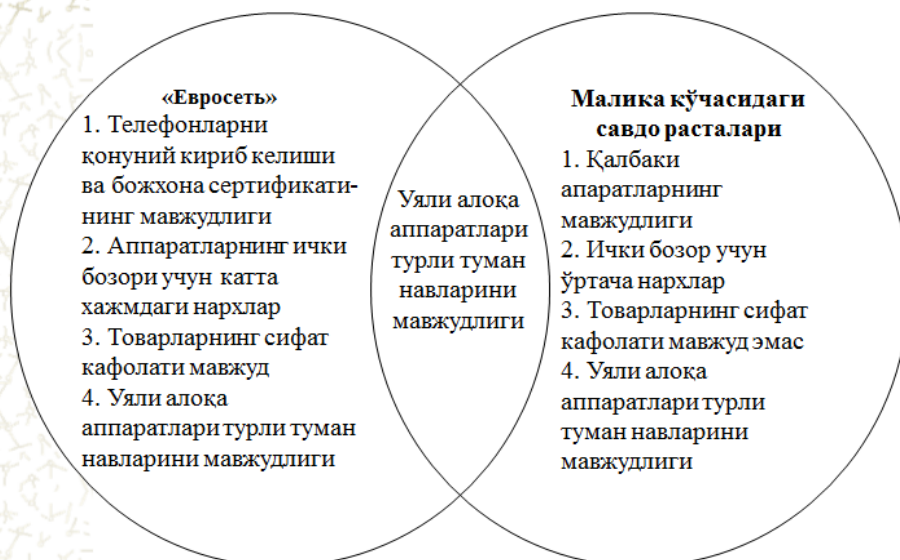 «Евросеть»
1. Телефонларни
қонуний кириб келиши
ва божхона сертификати-
нинг мавжудлиги
2. Аппаратларнинг ички
бозори учун катта
хажмдаги нархлар
3. Товарларнинг сифат
кафолати мавжуд
4. Уяли алоқа
аппаратлари турли туман
навларини мавжудлиги
Уяли алоқа
аппаратлари
турли туман
навларини
мавжудлиги
Малика кўчасидаги
савдо расталари
1. Қалбаки
апаратларнинг
мавжудлиги
2. Ички бозор учун
ўртача нархлар
3. Товарларнинг сифат
кафолати мавжуд эмас
4. Уяли алоқа
аппаратлари турли
туман навларини
мавжудлиги